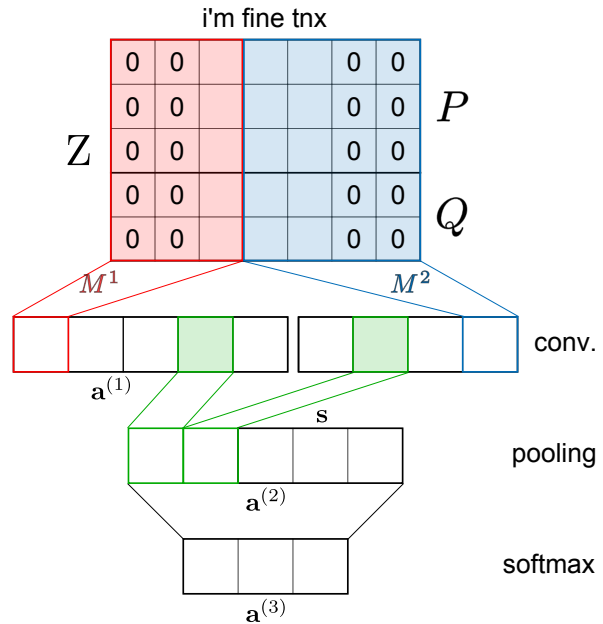 i'm fine tnx
0 0 0 0
0 0 0 0 P
Z 0 0 0 0
0 0 0 0 Q
0 0 0 0
M¹ M²
conv.
a⁽¹⁾
s
pooling
a⁽²⁾
softmax
a⁽³⁾